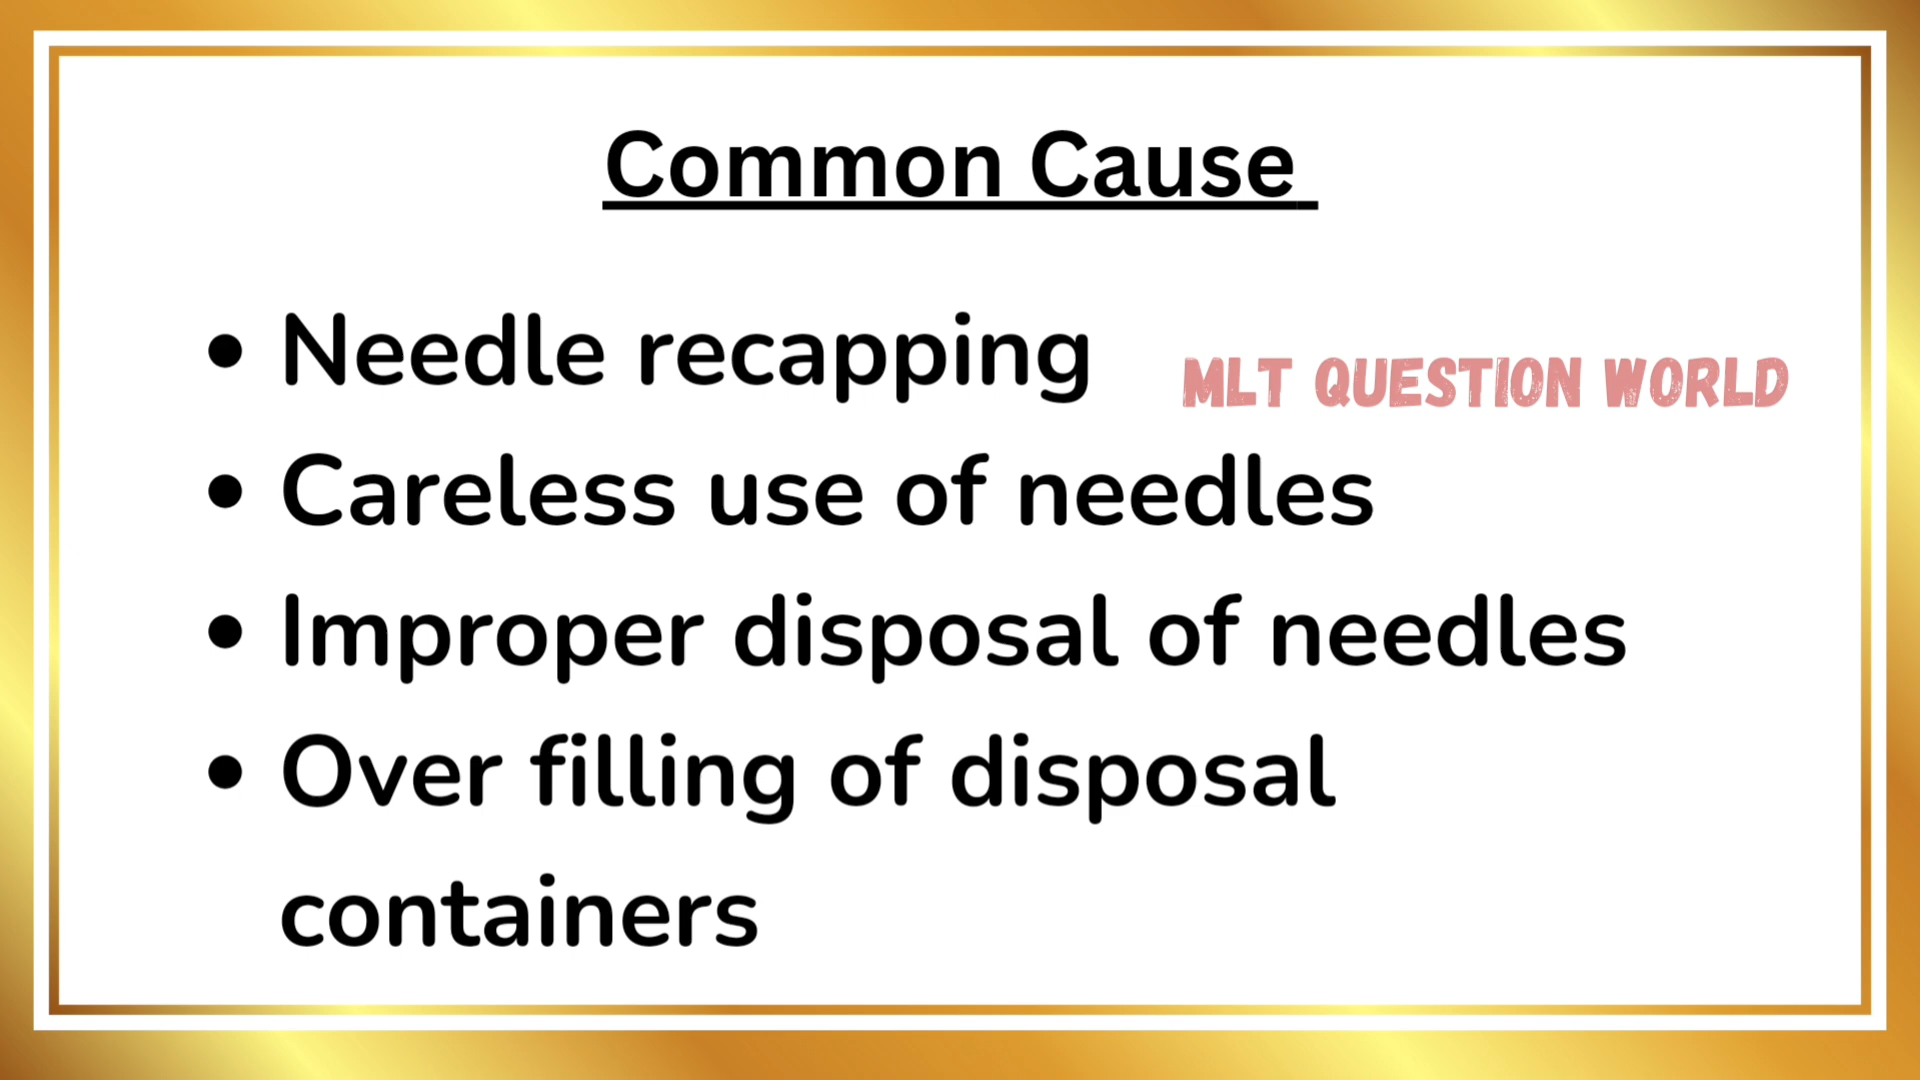 Common Cause
• Needle recapping
MLT QUESTION WORLD
• Careless use of needles
• Improper disposal of needles
• Over filling of disposal
containers